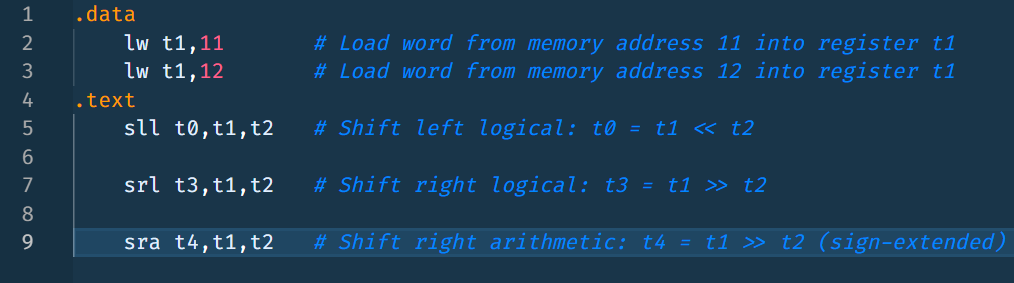 1 .data
2 lw t1,11 # Load word from memory address 11 into register t1
3 lw t1,12 # Load word from memory address 12 into register t1
4 .text
5 sll t0,t1,t2 # Shift left logical: t0 = t1 << t2
6
7 srl t3,t1,t2 # Shift right logical: t3 = t1 >> t2
8
9 sra t4,t1,t2 # Shift right arithmetic: t4 = t1 >> t2 (sign-extended)